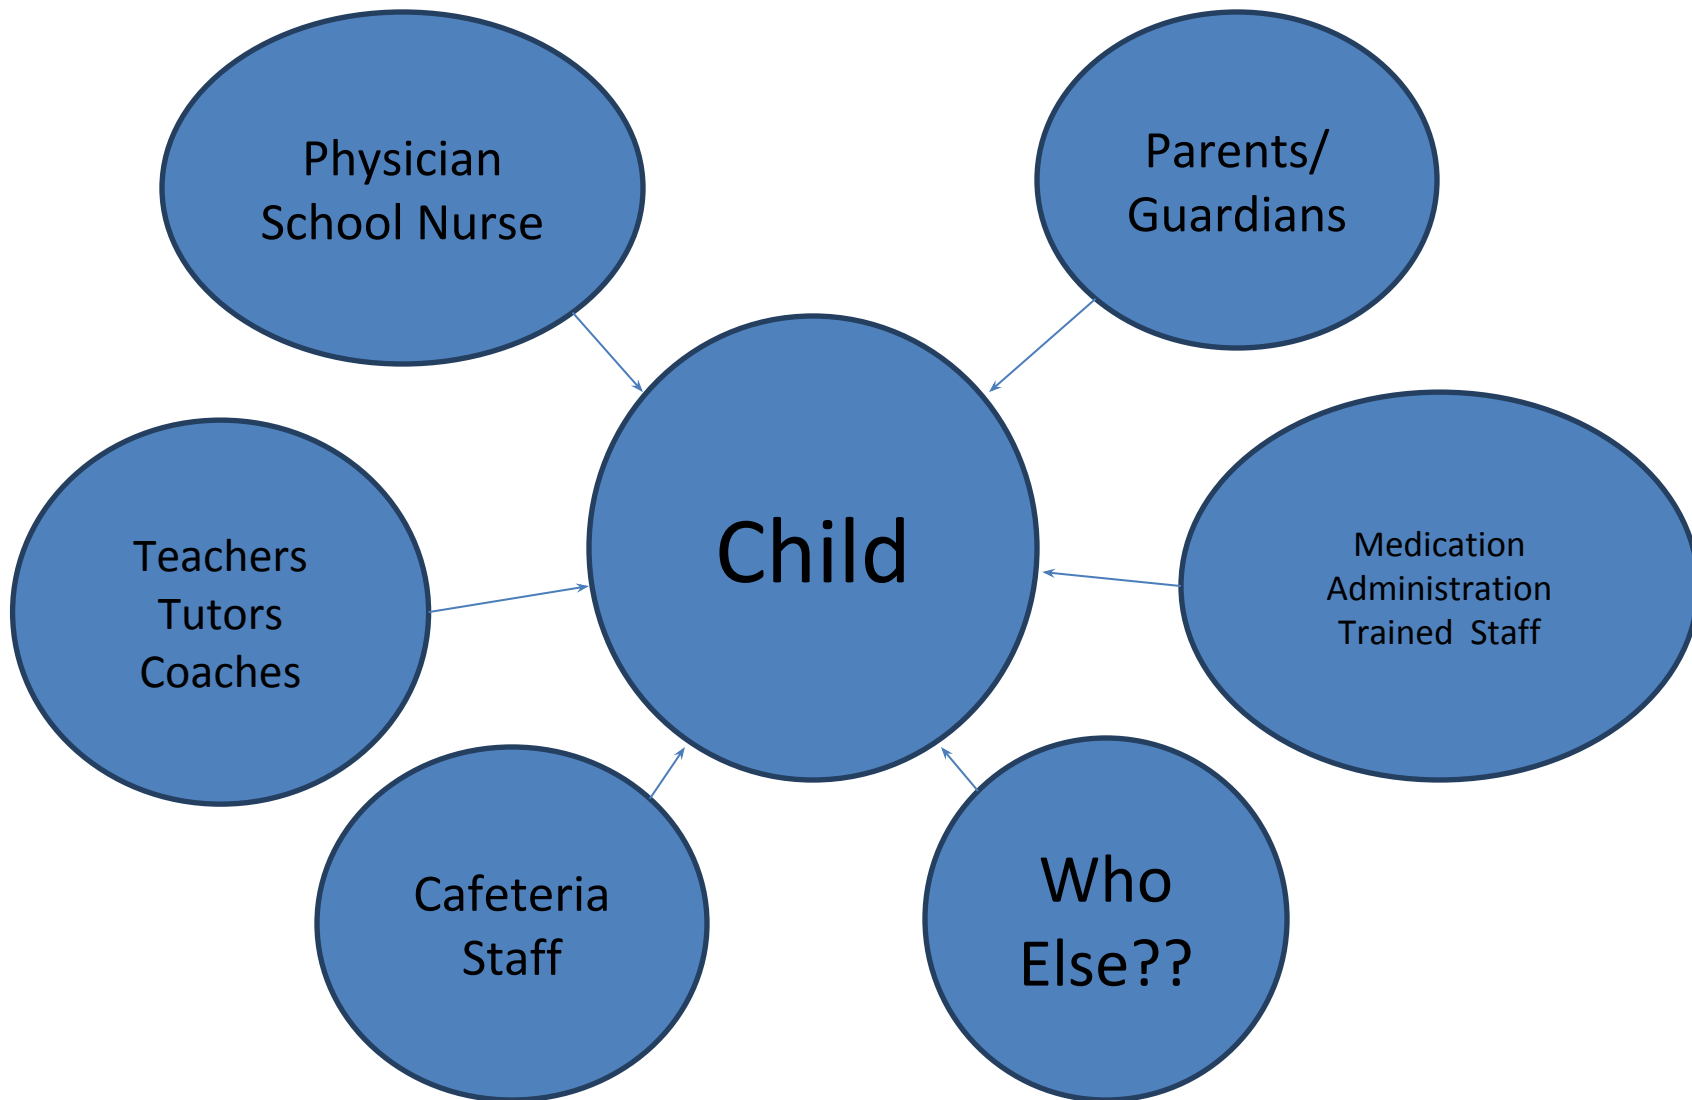 Physician
School Nurse
Parents/
Guardians
Child
Teachers
Tutors
Coaches
Medication
Administration
Trained  Staff
Cafeteria
Staff
Who
Else??